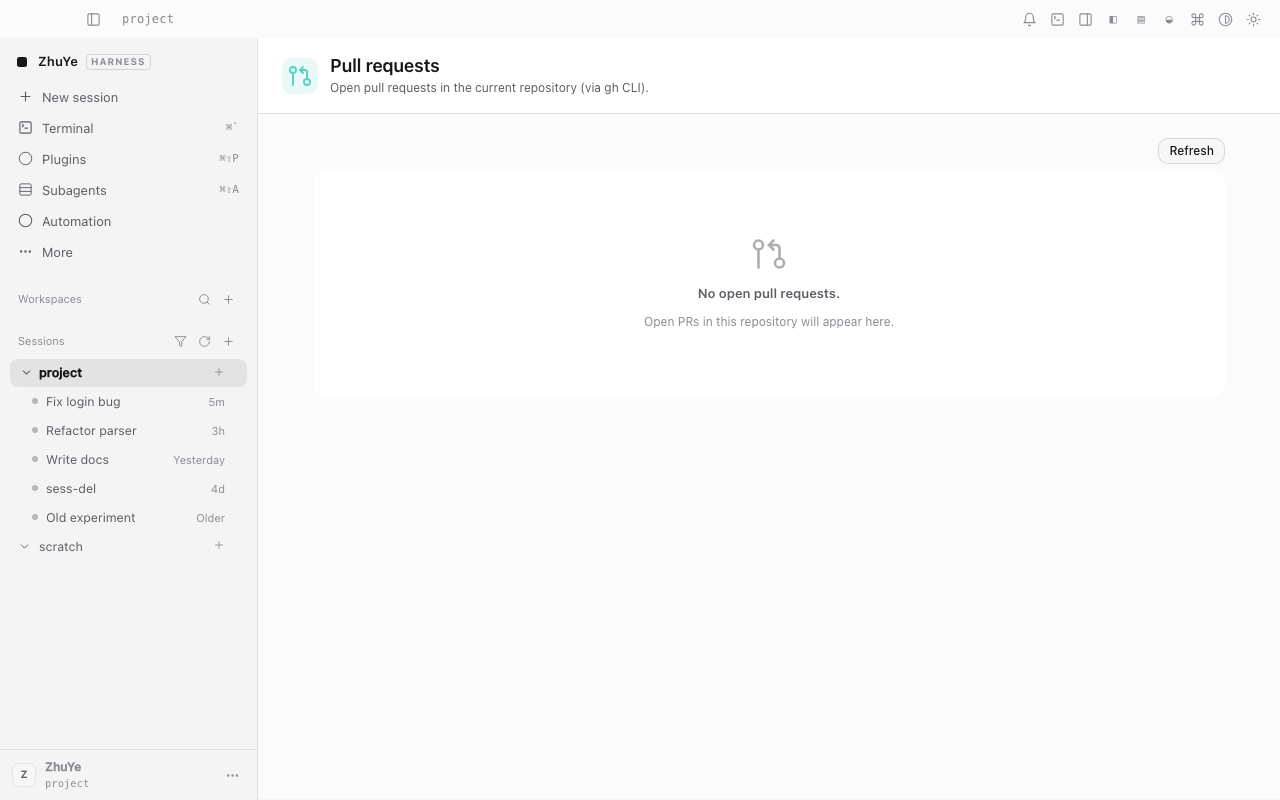 project
ZhuYe HARNESS
New session
Terminal ⌘`
Plugins ⌘⇧P
Subagents ⌘⇧A
Automation
More
Workspaces
Sessions
project
Fix login bug 5m
Refactor parser 3h
Write docs Yesterday
sess-del 4d
Old experiment Older
scratch
Z
ZhuYe
project
Pull requests
Open pull requests in the current repository (via gh CLI).
Refresh
No open pull requests.
Open PRs in this repository will appear here.